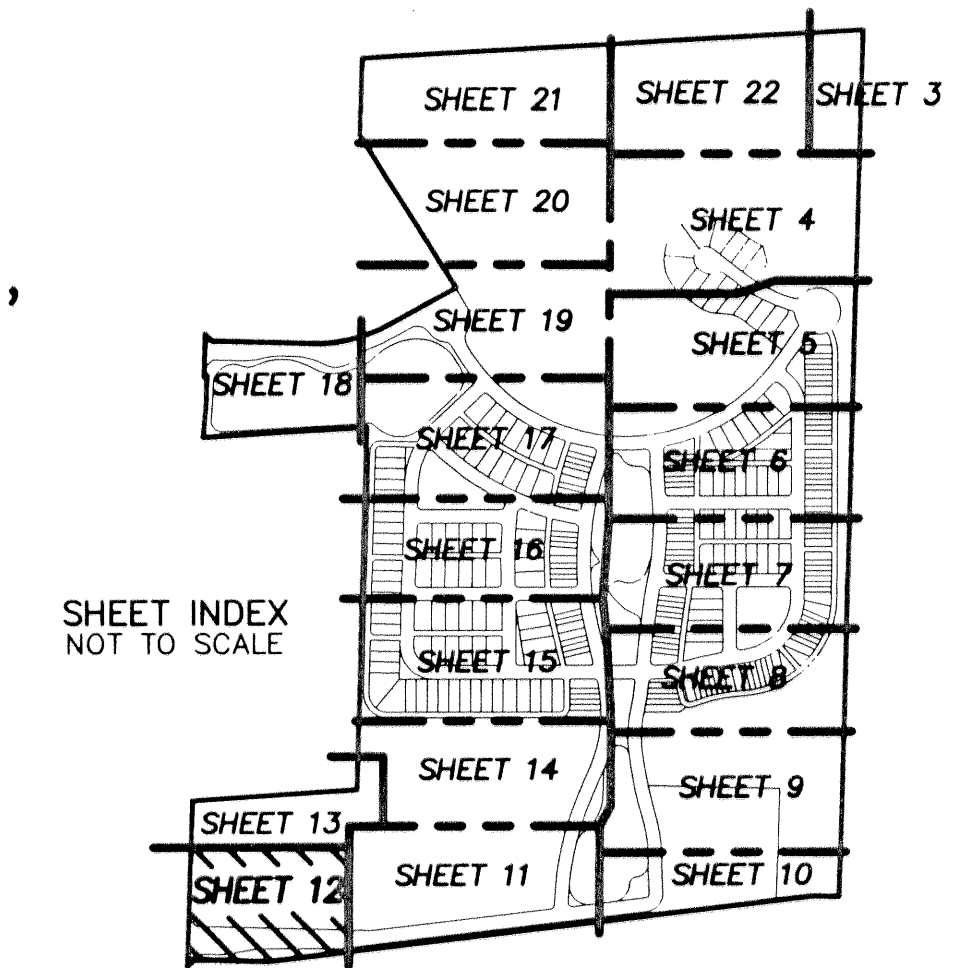 SHEET 21
SHEET 22
SHEET 3
SHEET 20
SHEET 4
,
SHEET 19
SHEET 5
SHEET 18
SHEET 17
SHEET 6
SHEET 16
SHEET 7
SHEET INDEX
NOT TO SCALE
SHEET 15
SHEET 8
SHEET 14
SHEET 9
SHEET 13
SHEET 12
SHEET 11
SHEET 10